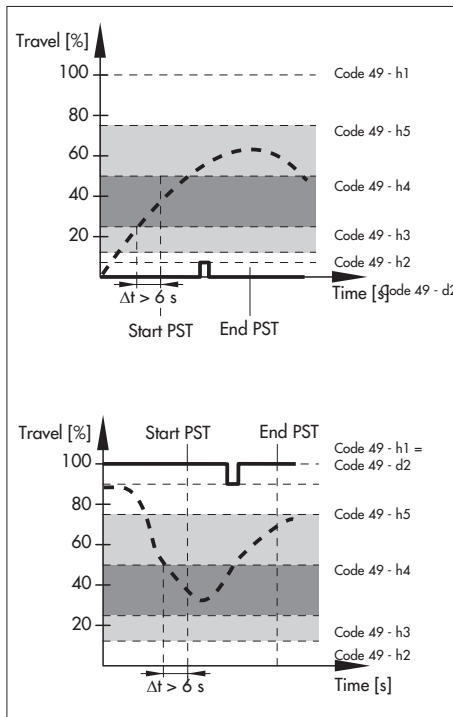 Travel [%]
100
80
60
40
20
Code 49 - h1
Code 49 - h5
Code 49 - h4
Code 49 - h3
Code 49 - h2
Time [s]
Code 49 - d2
Δt > 6 s
Start PST
End PST
Travel [%]
Start PST
End PST
100
80
60
40
20
Code 49 - h1 =
Code 49 - d2
Code 49 - h5
Code 49 - h4
Code 49 - h3
Code 49 - h2
Δt > 6 s
Time [s]